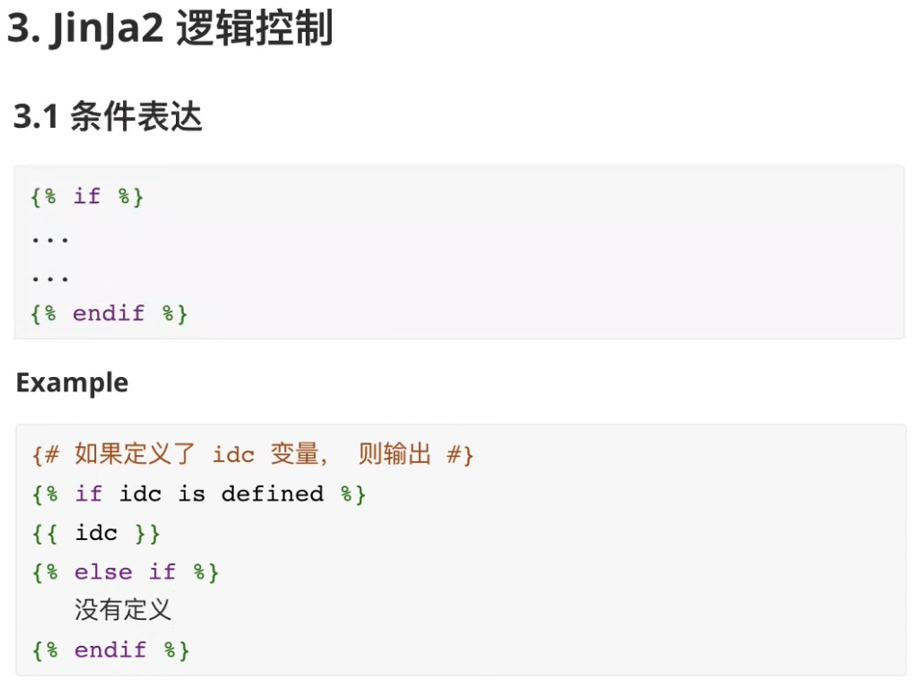 3. JinJa2 逻辑控制
3.1 条件表达
{% if %}
...
...
{% endif %}
Example
{# 如果定义了 idc 变量， 则输出 #}
{% if idc is defined %}
{{ idc }}
{% else if %}
没有定义
{% endif %}